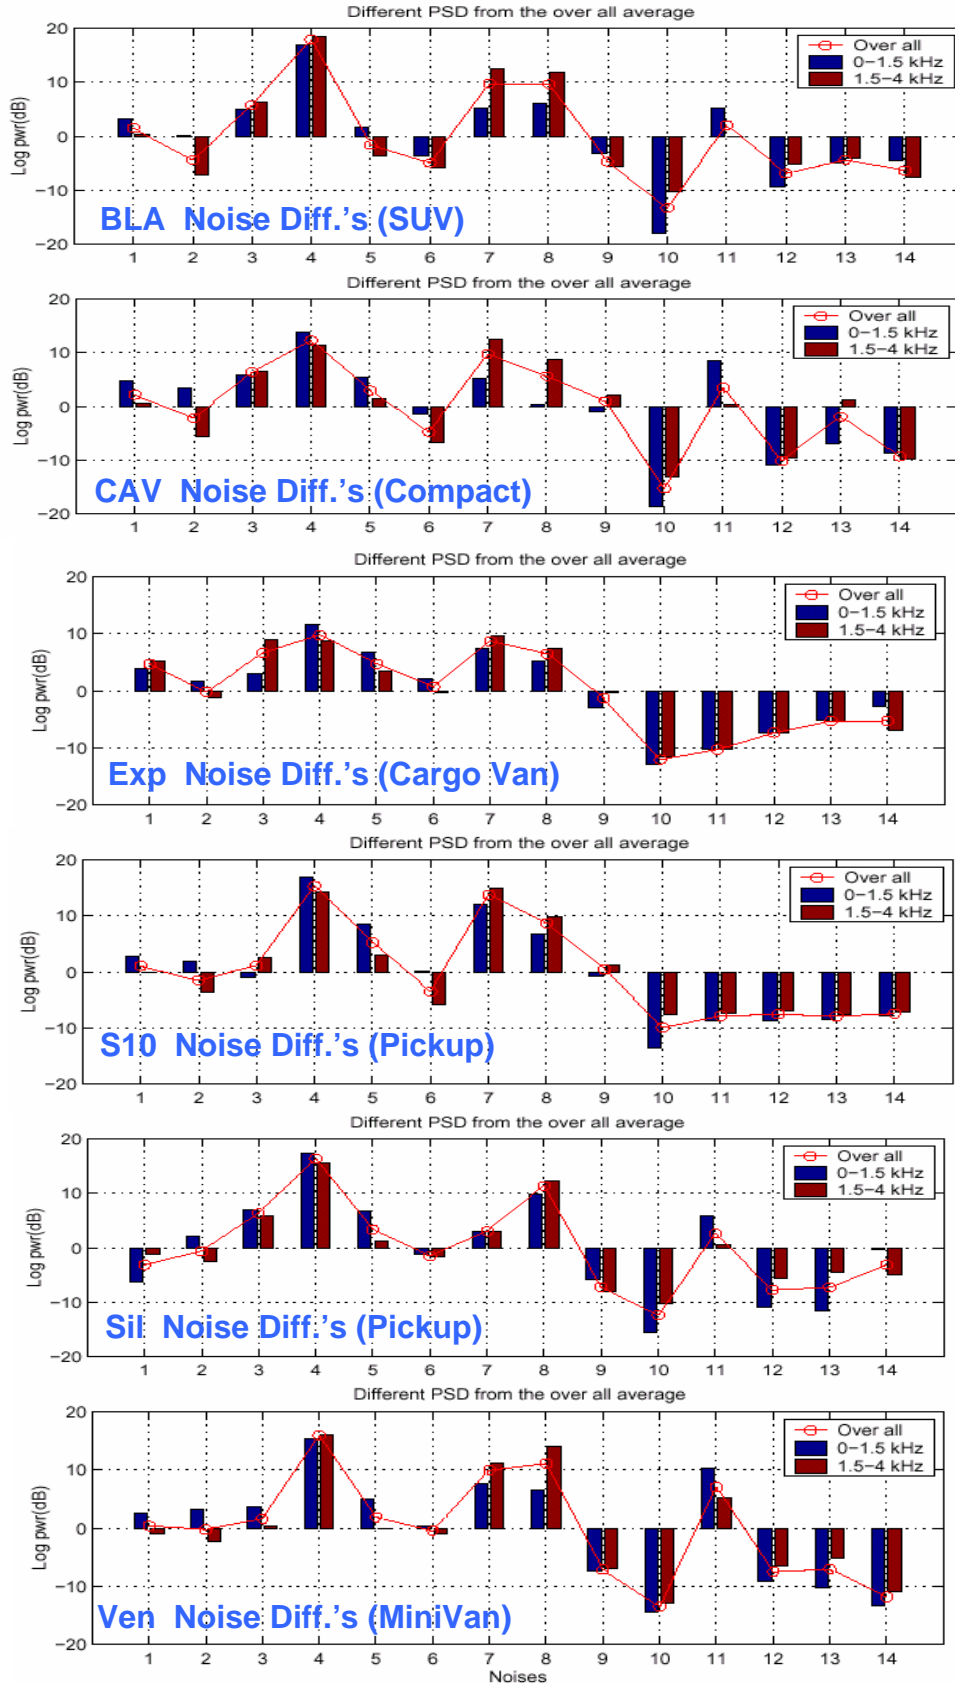 Different PSD from the over all average
Log pwr(dB)
20
10
0
−10
−20
Over all
0−1.5 kHz
1.5−4 kHz
BLA Noise Diff.'s (SUV)
1 2 3 4 5 6 7 8 9 10 11 12 13 14
Different PSD from the over all average
Log pwr(dB)
20
10
0
−10
−20
Over all
0−1.5 kHz
1.5−4 kHz
CAV Noise Diff.'s (Compact)
1 2 3 4 5 6 7 8 9 10 11 12 13 14
Different PSD from the over all average
Log pwr(dB)
20
10
0
−10
−20
Over all
0−1.5 kHz
1.5−4 kHz
Exp Noise Diff.'s (Cargo Van)
1 2 3 4 5 6 7 8 9 10 11 12 13 14
Different PSD from the over all average
Log pwr(dB)
20
10
0
−10
−20
Over all
0−1.5 kHz
1.5−4 kHz
S10 Noise Diff.'s (Pickup)
1 2 3 4 5 6 7 8 9 10 11 12 13 14
Different PSD from the over all average
Log pwr(dB)
20
10
0
−10
−20
Over all
0−1.5 kHz
1.5−4 kHz
Sil Noise Diff.'s (Pickup)
1 2 3 4 5 6 7 8 9 10 11 12 13 14
Different PSD from the over all average
Log pwr(dB)
20
10
0
−10
−20
Over all
0−1.5 kHz
1.5−4 kHz
Ven Noise Diff.'s (MiniVan)
1 2 3 4 5 6 7 8 9 10 11 12 13 14
Noises